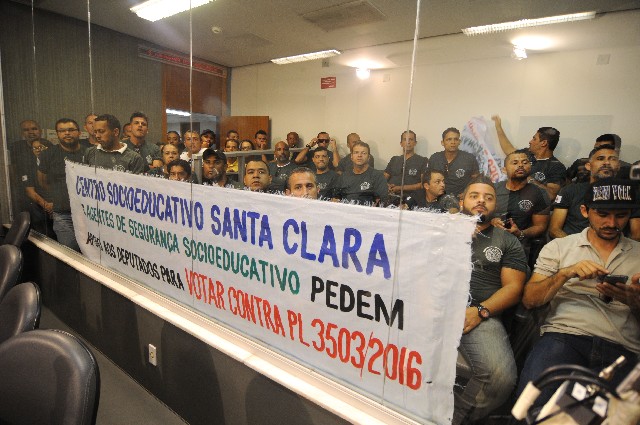 CENTRO SOCIOEDUCATIVO SANTA CLARA
AGENTES DE SEGURANÇA SOCIOEDUCATIVO PEDEM
AOS DEPUTADOS PARA VOTAR CONTRA PL 3503/2016